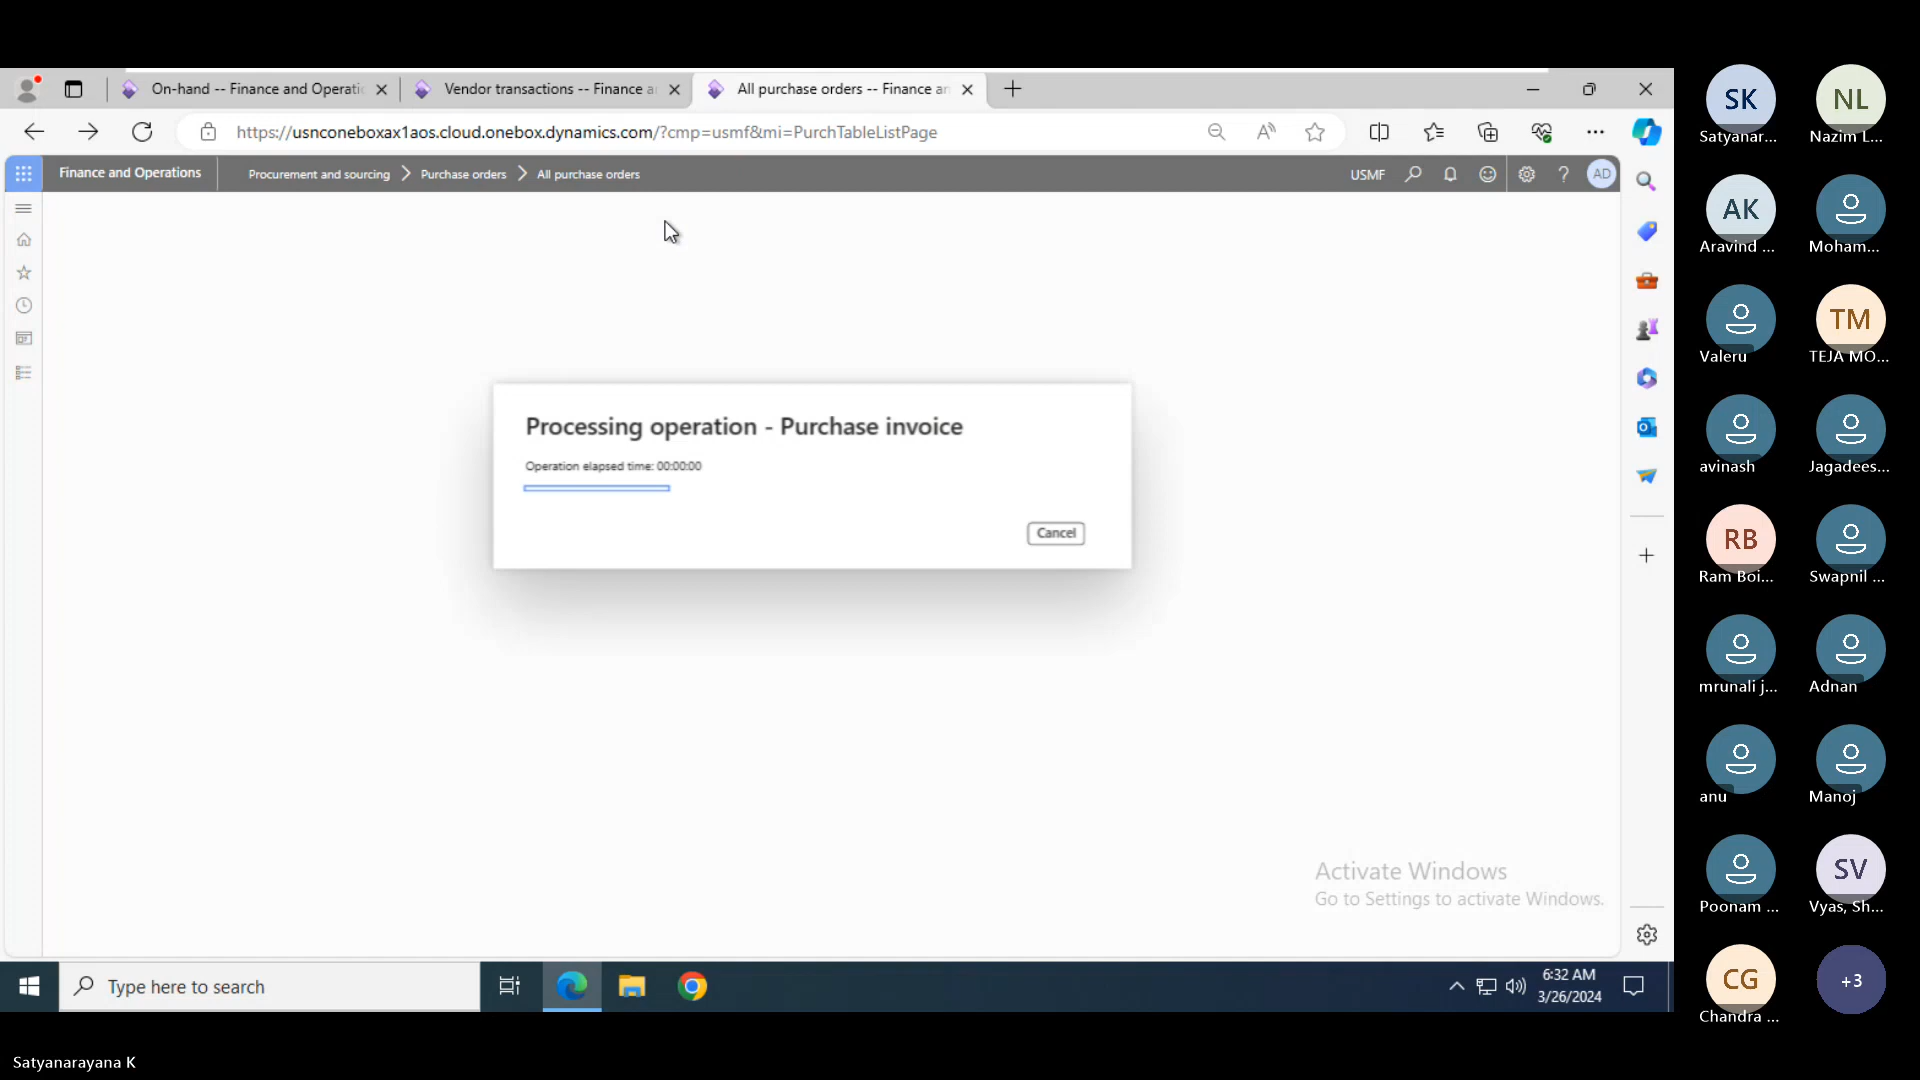 On-hand -- Finance and Operatio
Vendor transactions -- Finance a
All purchase orders -- Finance an
https://usnconeboxax1aos.cloud.onebox.dynamics.com/?cmp=usmf&mi=PurchTableListPage
Finance and Operations
Procurement and sourcing
Purchase orders
All purchase orders
USMF
AD
Processing operation - Purchase invoice
Operation elapsed time: 00:00:00
Cancel
Activate Windows
Go to Settings to activate Windows.
Type here to search
6:32 AM
3/26/2024
SK
Satyanar...
NL
Nazim L...
AK
Aravind ...
Moham...
Valeru
TM
TEJA MO...
avinash
Jagadees...
RB
Ram Boi...
Swapnil ...
mrunali j...
Adnan
anu
Manoj
Poonam ...
SV
Vyas, Sh...
CG
Chandra ...
+3
Satyanarayana K